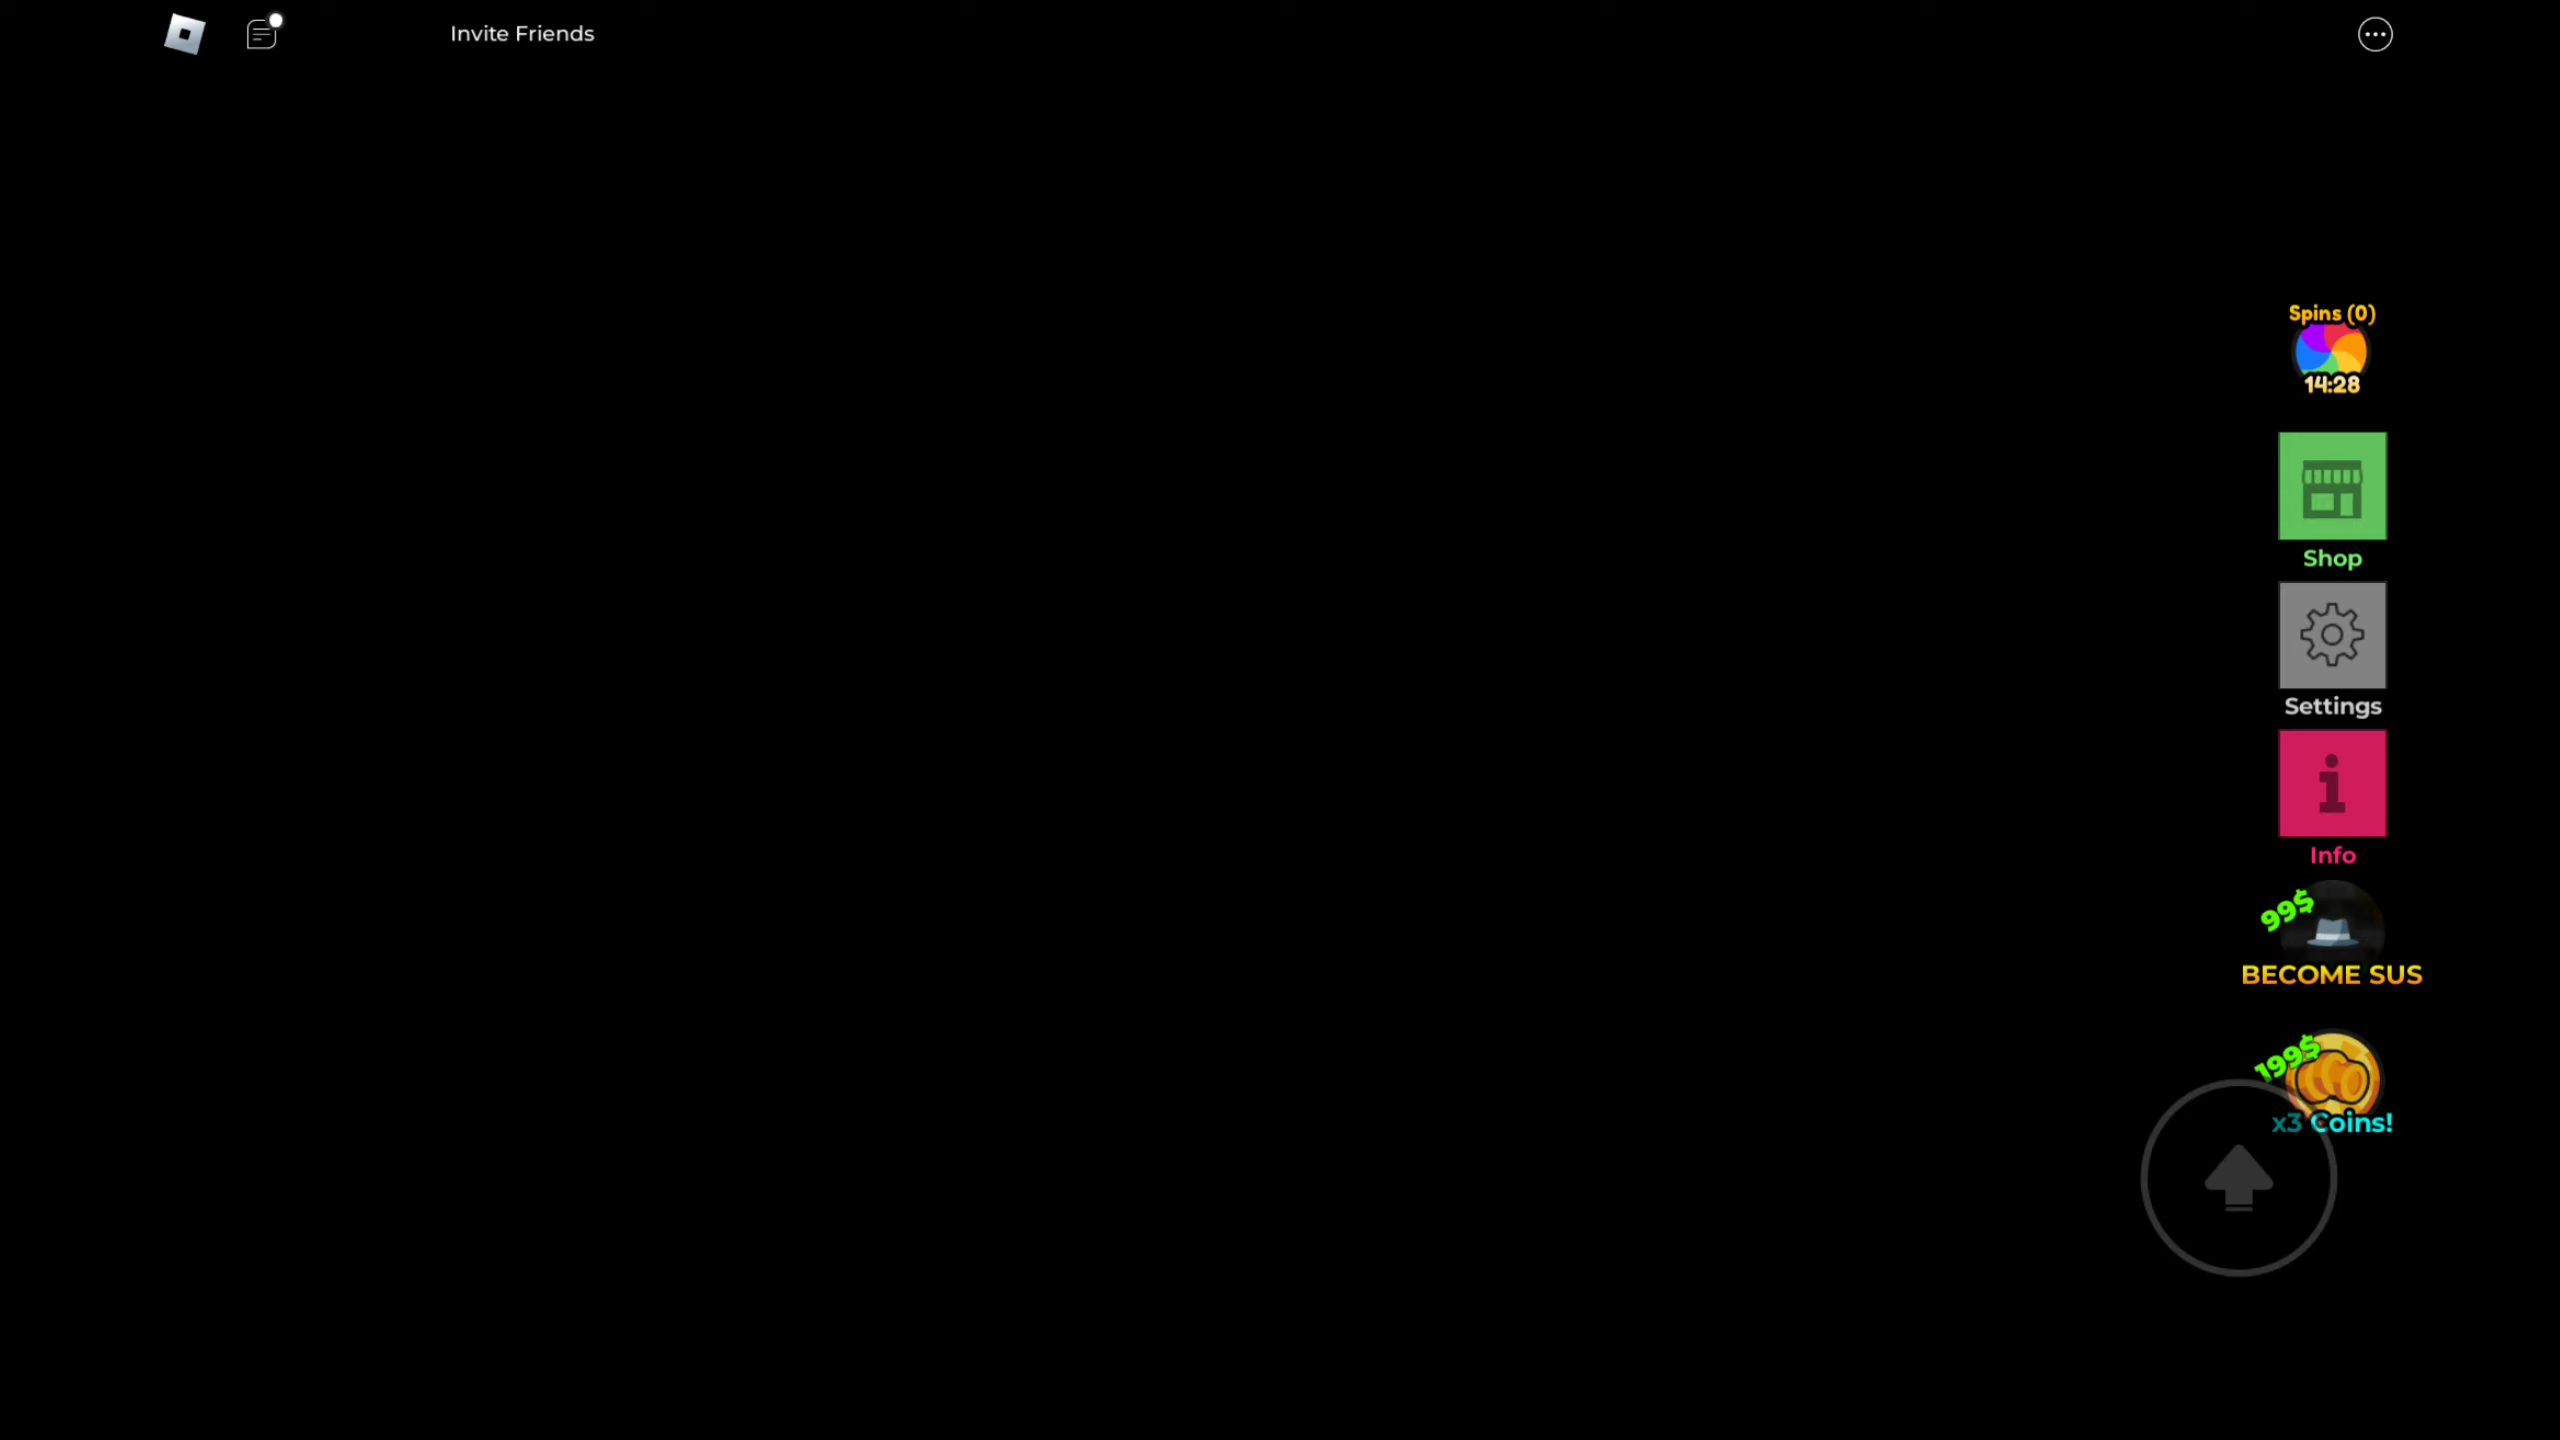 Invite Friends
Spins (0)
14:28
Shop
Settings
Info
99$
BECOME SUS
199$
x3 Coins!